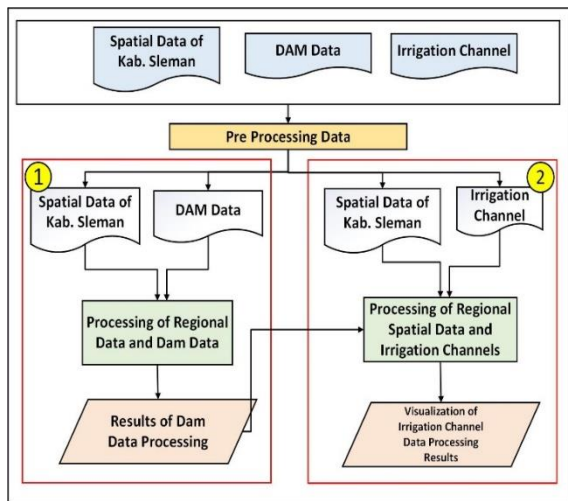 Spatial Data of
Kab. Sleman
DAM Data
Irrigation Channel
Pre Processing Data
1
Spatial Data of
Kab. Sleman
DAM Data
2
Spatial Data of
Kab. Sleman
Irrigation
Channel
Processing of Regional
Data and Dam Data
Processing of Regional
Spatial Data and
Irrigation Channels
Results of Dam
Data Processing
Visualization of
Irrigation Channel
Data Processing
Results